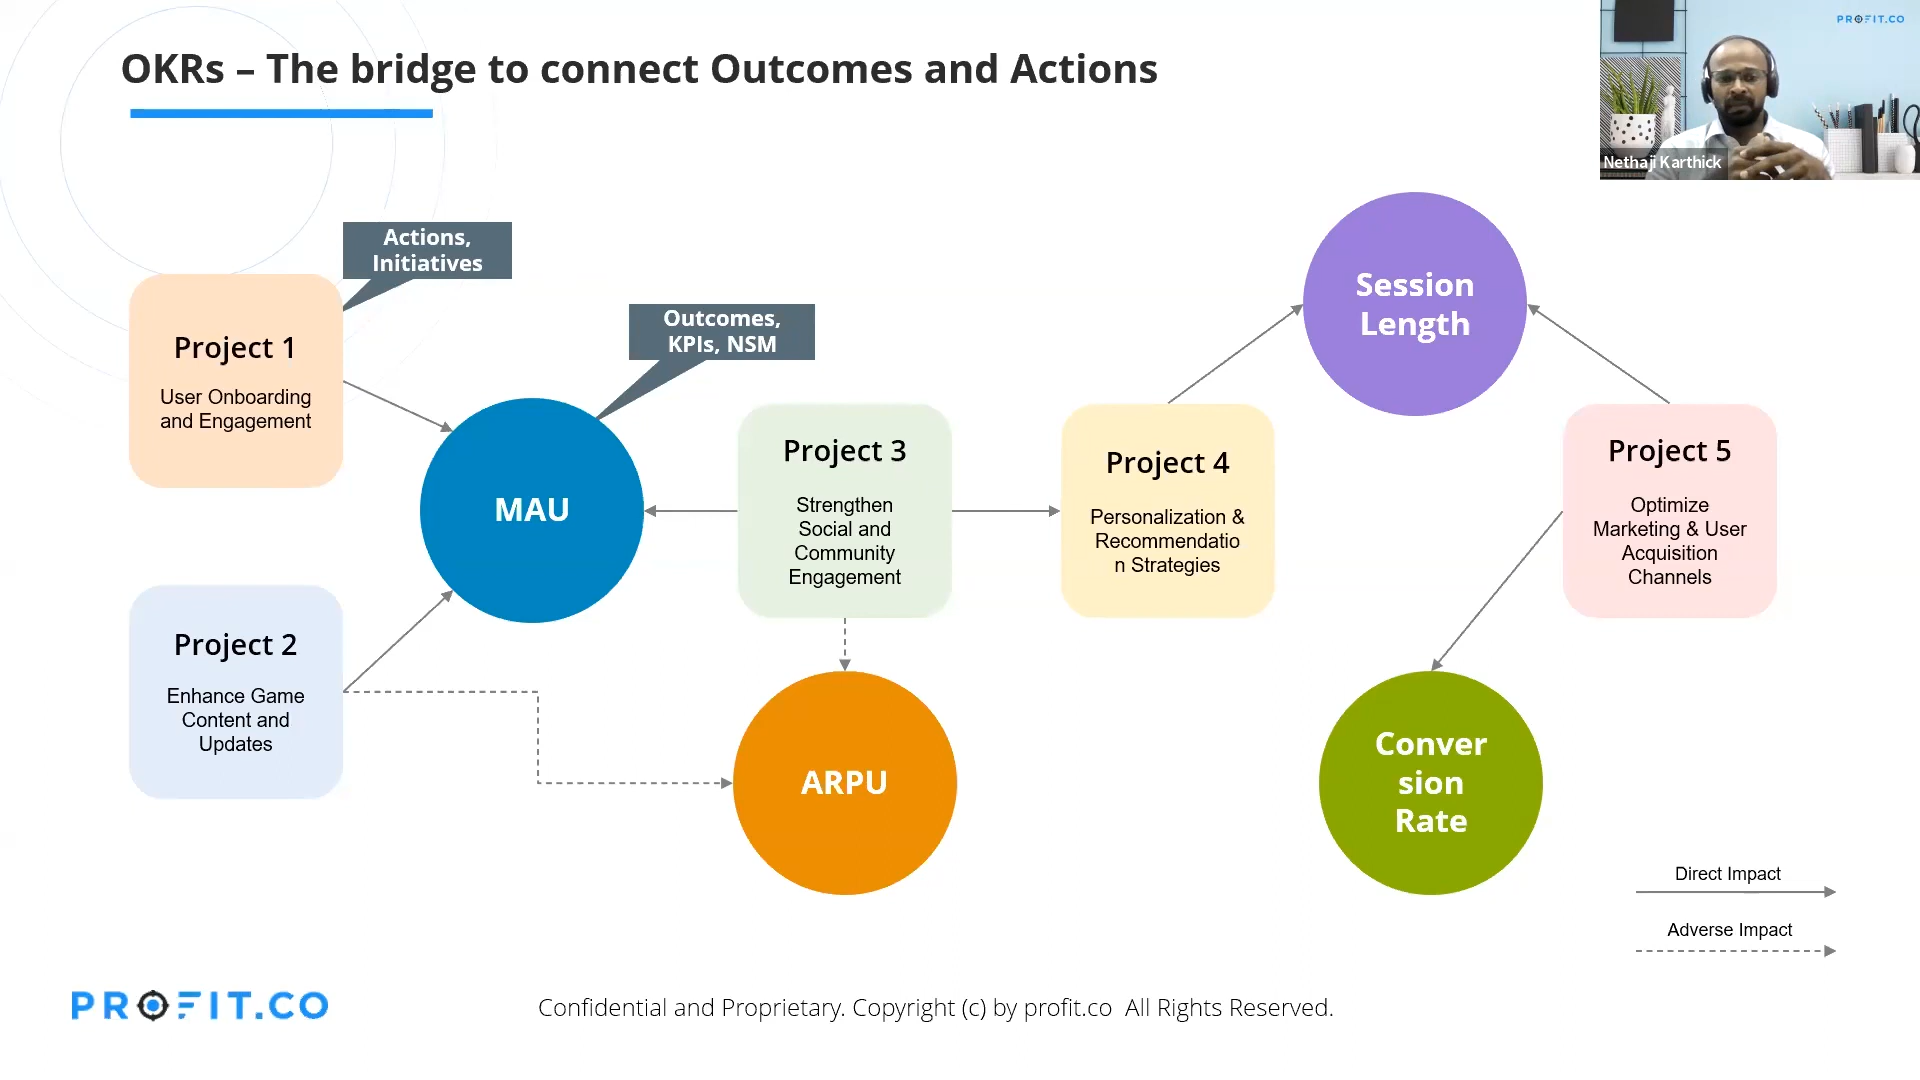 OKRs – The bridge to connect Outcomes and Actions
PROFIT.CO
Nethaji Karthick
Actions,
Initiatives
Outcomes,
KPIs, NSM
Project 1
User Onboarding
and Engagement
Project 2
Enhance Game
Content and
Updates
MAU
Project 3
Strengthen
Social and
Community
Engagement
ARPU
Project 4
Personalization &
Recommendatio
n Strategies
Session
Length
Project 5
Optimize
Marketing & User
Acquisition
Channels
Conver
sion
Rate
Direct Impact
Adverse Impact
PROFIT.CO
Confidential and Proprietary. Copyright (c) by profit.co  All Rights Reserved.